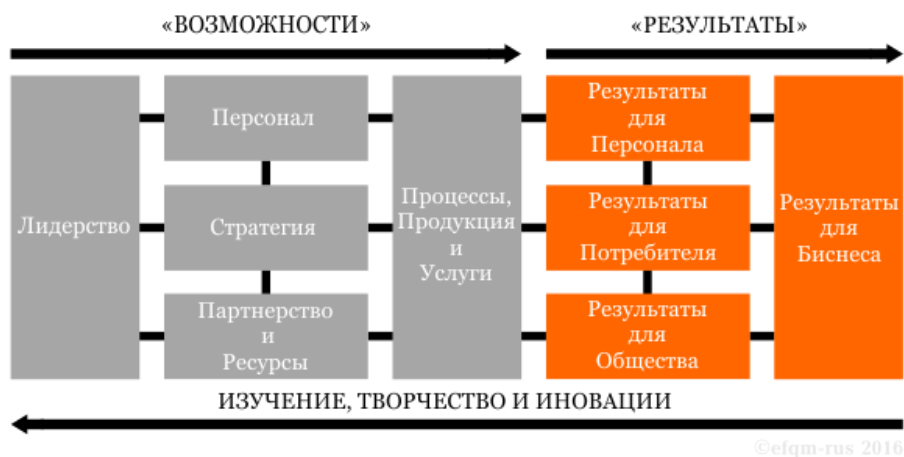 «ВОЗМОЖНОСТИ»
«РЕЗУЛЬТАТЫ»
Лидерство
Персонал
Стратегия
Партнерство
и
Ресурсы
Процессы,
Продукция
и
Услуги
Результаты
для
Персонала
Результаты
для
Потребителя
Результаты
для
Общества
Результаты
для
Бизнеса
ИЗУЧЕНИЕ, ТВОРЧЕСТВО И ИНОВАЦИИ
©efqm-rus 2016